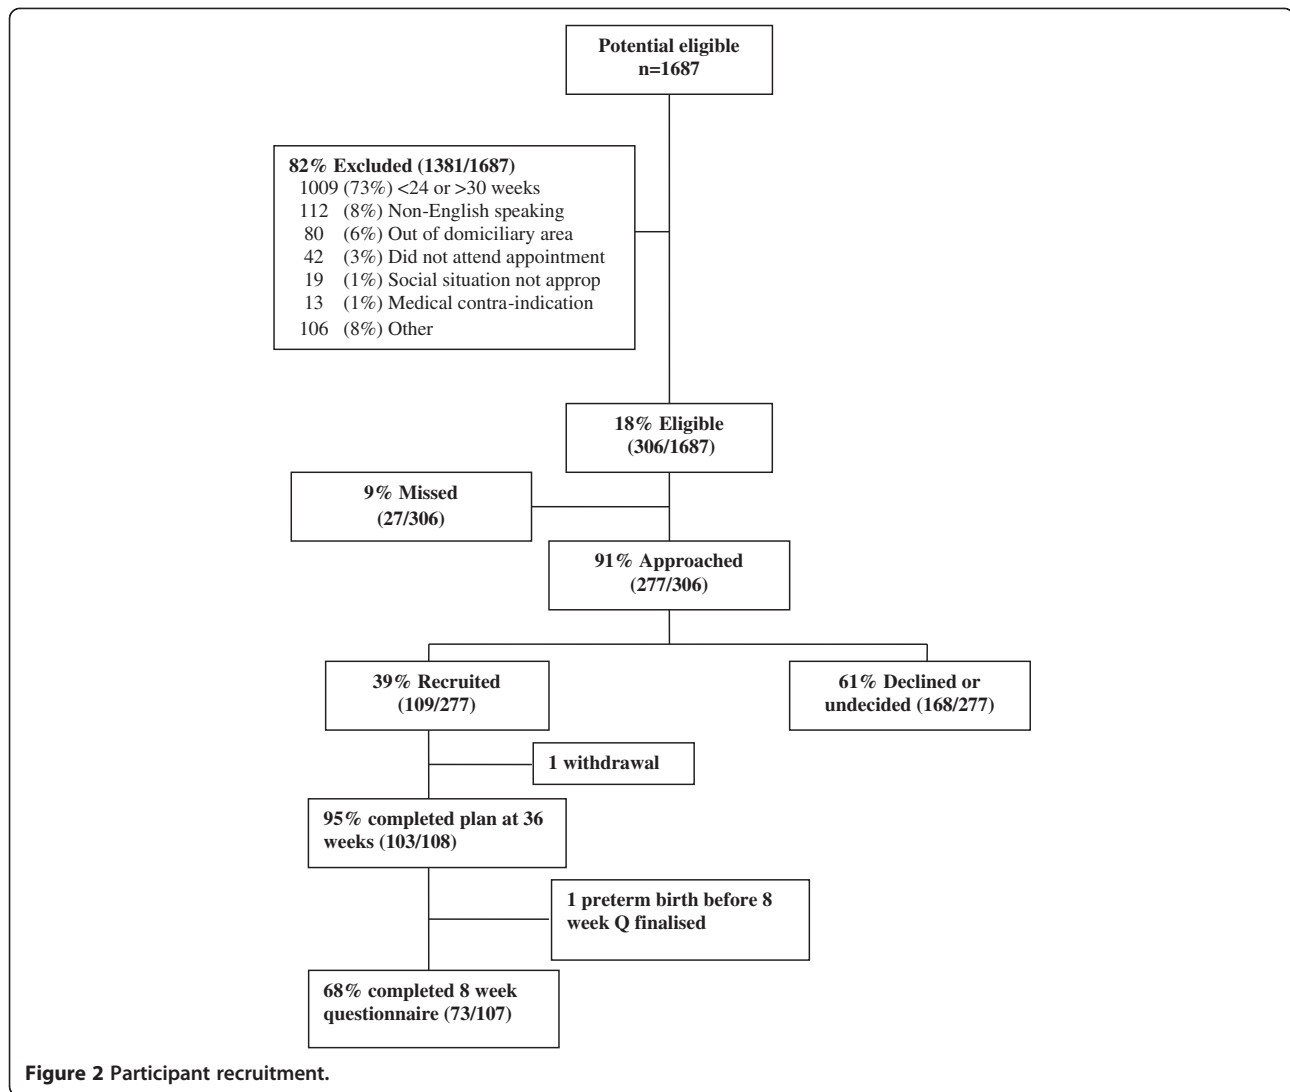 Potential eligible
n=1687
82% Excluded (1381/1687)
1009 (73%) <24 or >30 weeks
112 (8%) Non-English speaking
80 (6%) Out of domiciliary area
42 (3%) Did not attend appointment
19 (1%) Social situation not approp
13 (1%) Medical contra-indication
106 (8%) Other
18% Eligible
(306/1687)
9% Missed
(27/306)
91% Approached
(277/306)
39% Recruited
(109/277)
61% Declined or
undecided (168/277)
1 withdrawal
95% completed plan at 36
weeks (103/108)
1 preterm birth before 8
week Q finalised
68% completed 8 week
questionnaire (73/107)
Figure 2 Participant recruitment.